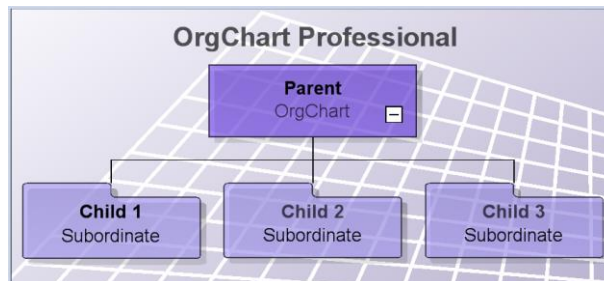 OrgChart Professional
Parent
OrgChart
Child 1
Subordinate
Child 2
Subordinate
Child 3
Subordinate